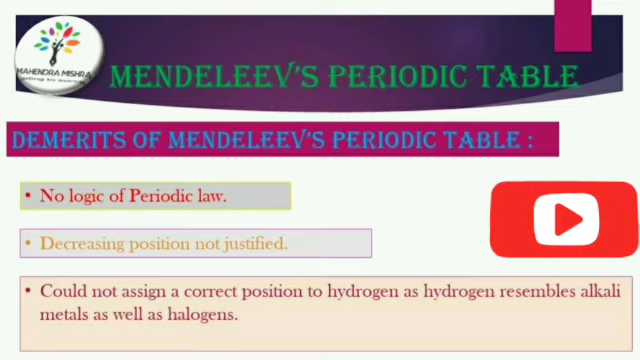 MAHENDRA MISHRA
MENDELEEV'S PERIODIC TABLE
DEMERITS OF MENDELEEV'S PERIODIC TABLE :
• No logic of Periodic law.
• Decreasing position not justified.
• Could not assign a correct position to hydrogen as hydrogen resembles alkali
metals as well as halogens.